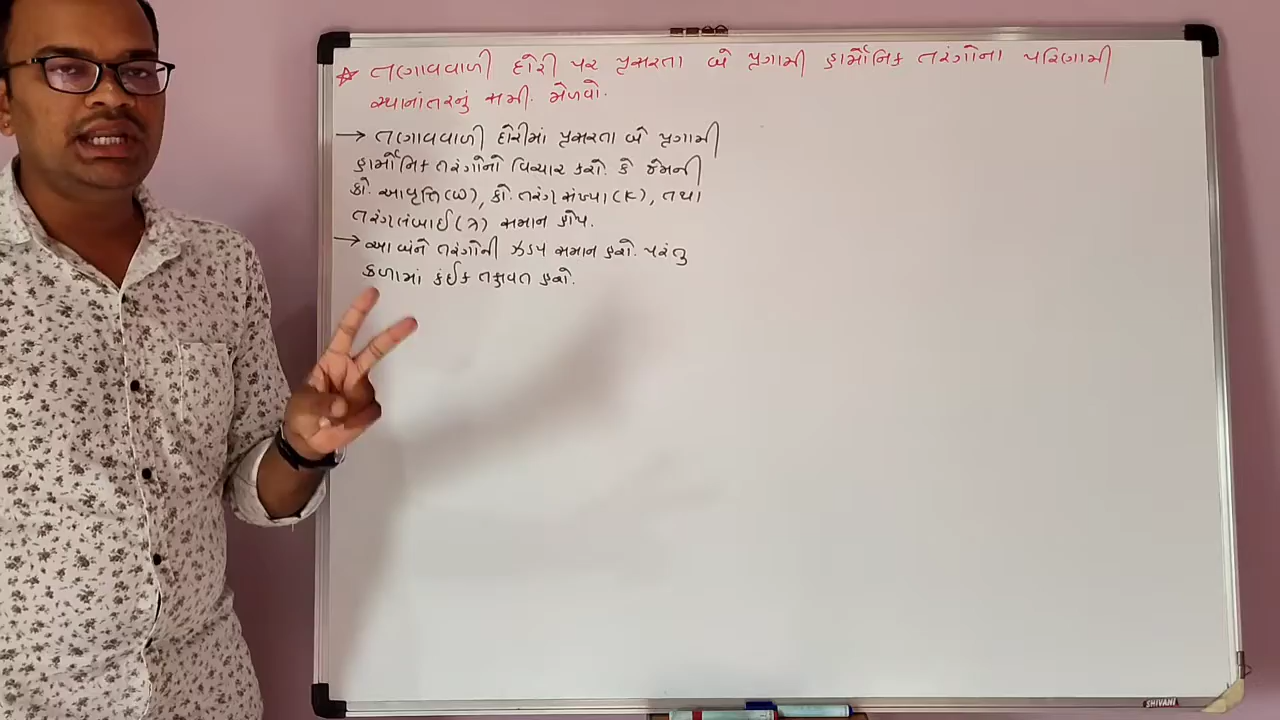 તણાવવાળી દોરી પર પ્રસરતા બે પ્રગામી હાર્મોનિક તરંગોના પરિણામી
સ્થાનાંતરનું સમી. મેળવો.
→ તણાવવાળી દોરીમાં પ્રસરતા બે પ્રગામી
હાર્મોનિક તરંગોનો વિચાર કરો. કે જેમની
કો. આવૃત્તિ (ω), કો. તરંગ સંખ્યા (k), તથા
તરંગલંબાઈ (λ) સમાન હોય.
→ આ બંને તરંગોની ઝડપ સમાન હશે. પરંતુ
કળામાં કંઈક તફાવત હશે.
SHIVANI